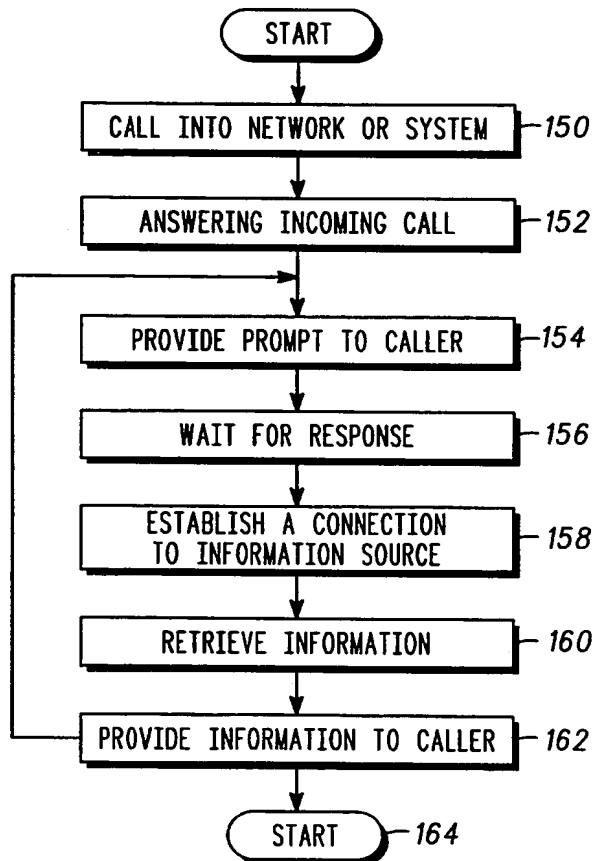 START
CALL INTO NETWORK OR SYSTEM 150
ANSWERING INCOMING CALL 152
PROVIDE PROMPT TO CALLER 154
WAIT FOR RESPONSE 156
ESTABLISH A CONNECTION
TO INFORMATION SOURCE 158
RETRIEVE INFORMATION 160
PROVIDE INFORMATION TO CALLER 162
START 164